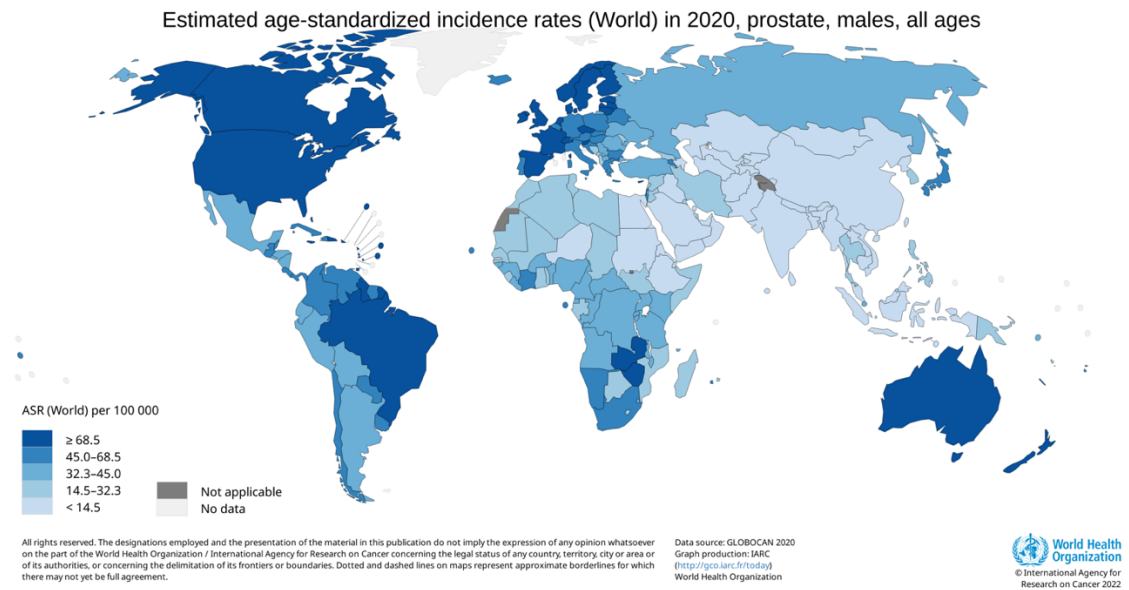 Estimated age-standardized incidence rates (World) in 2020, prostate, males, all ages
ASR (World) per 100 000
≥ 68.5
45.0–68.5
32.3–45.0
14.5–32.3
< 14.5
Not applicable
No data
All rights reserved. The designations employed and the presentation of the material in this publication do not imply the expression of any opinion whatsoever
on the part of the World Health Organization / International Agency for Research on Cancer concerning the legal status of any country, territory, city or area or
of its authorities, or concerning the delimitation of its frontiers or boundaries. Dotted and dashed lines on maps represent approximate borderlines for which
there may not yet be full agreement.
Data source: GLOBOCAN 2020
Graph production: IARC
(http://gco.iarc.fr/today)
World Health Organization
World Health
Organization
© International Agency for
Research on Cancer 2022